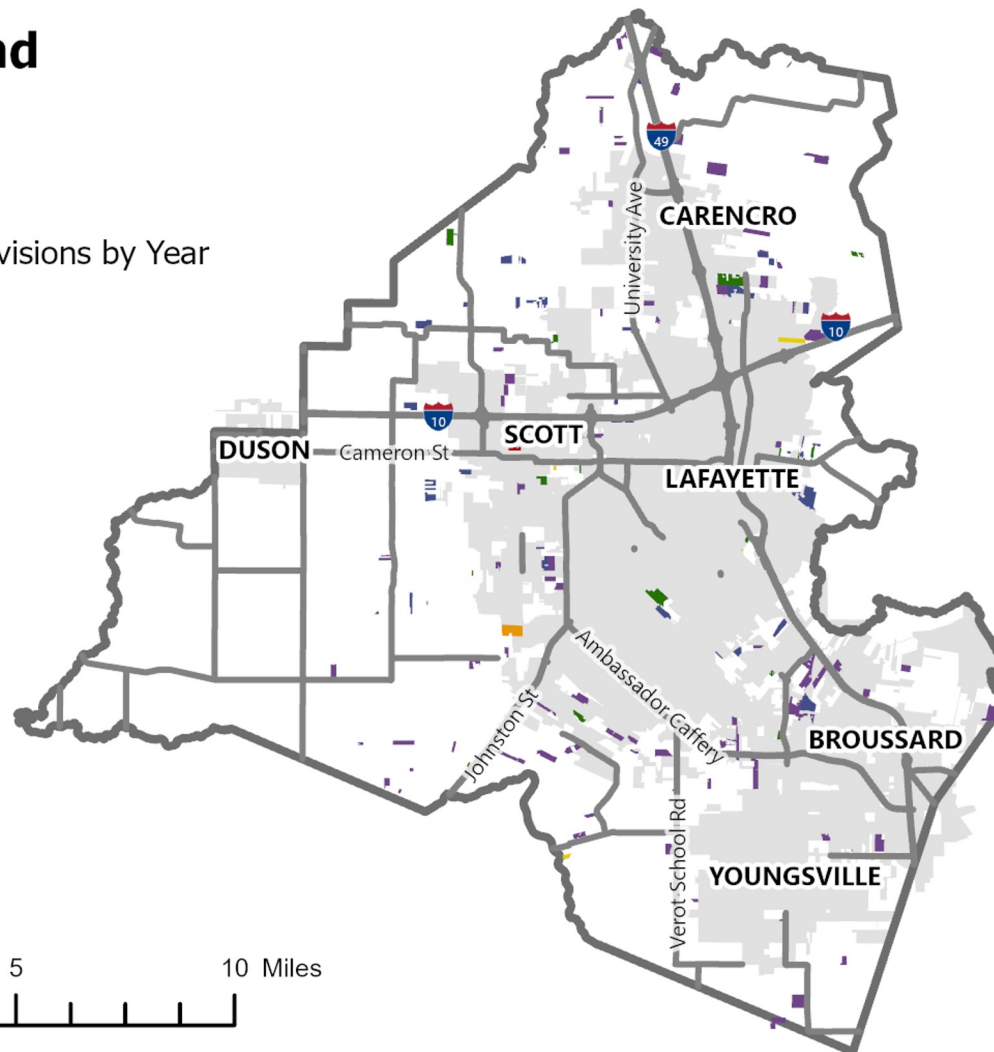 nd
visions by Year
49
University Ave
CARENCRO
10
10
SCOTT
DUSON
Cameron St
LAFAYETTE
Ambassador Caffery
Johnston St
BROUSSARD
Verot School Rd
YOUNGSVILLE
5 10 Miles